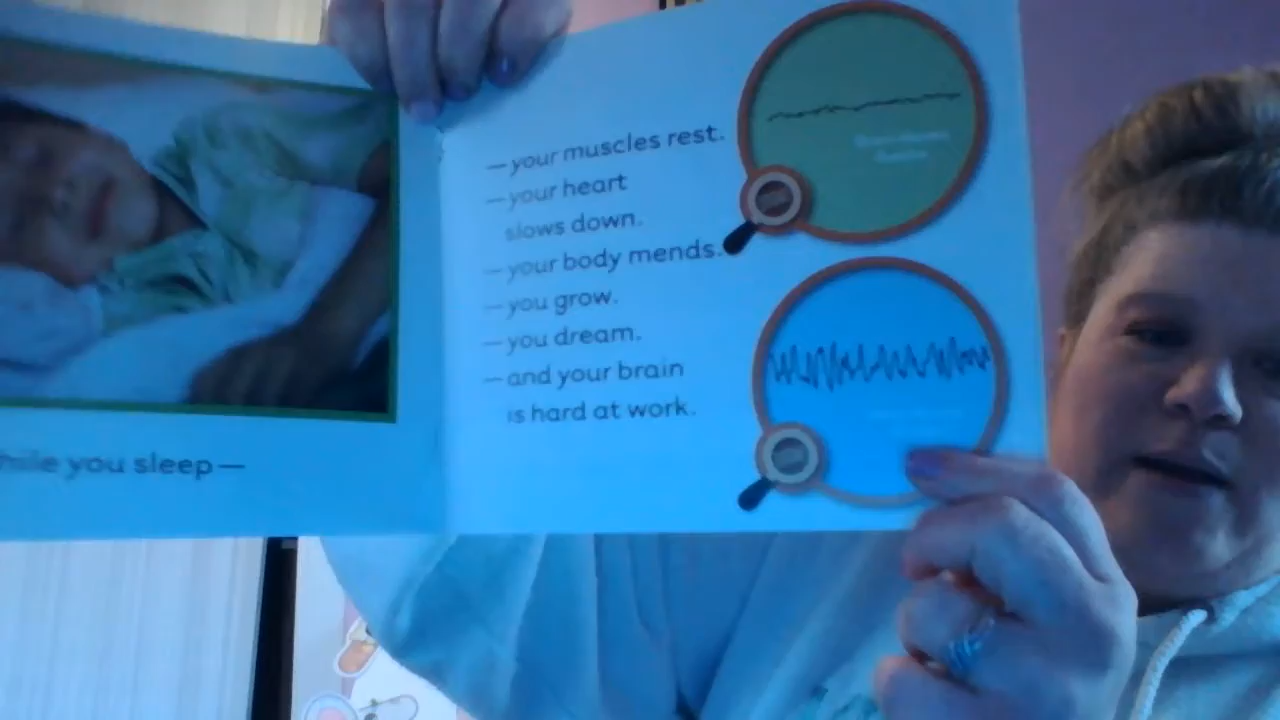 hile you sleep—
—your muscles rest.
—your heart
slows down.
—your body mends.
—you grow.
—you dream.
—and your brain
is hard at work.